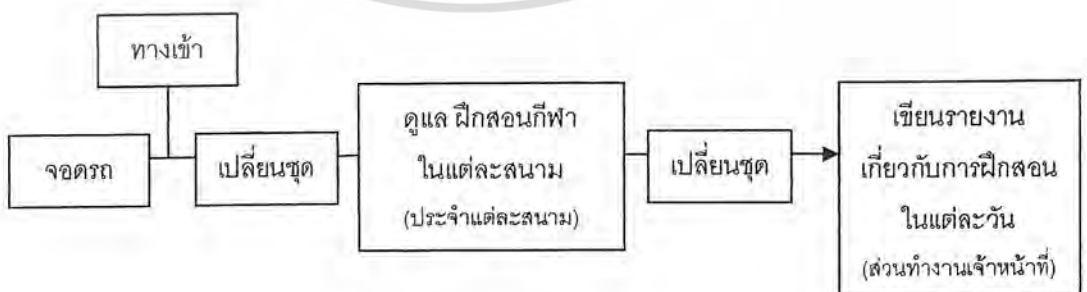 ทางเข้า
จอดรถ
เปลี่ยนชุด
ดูแล ฝึกสอนกีฬา
ในแต่ละสนาม
(ประจำแต่ละสนาม)
เปลี่ยนชุด
เขียนรายงาน
เกี่ยวกับการฝึกสอน
ในแต่ละวัน
(ส่วนทำงานเจ้าหน้าที่)